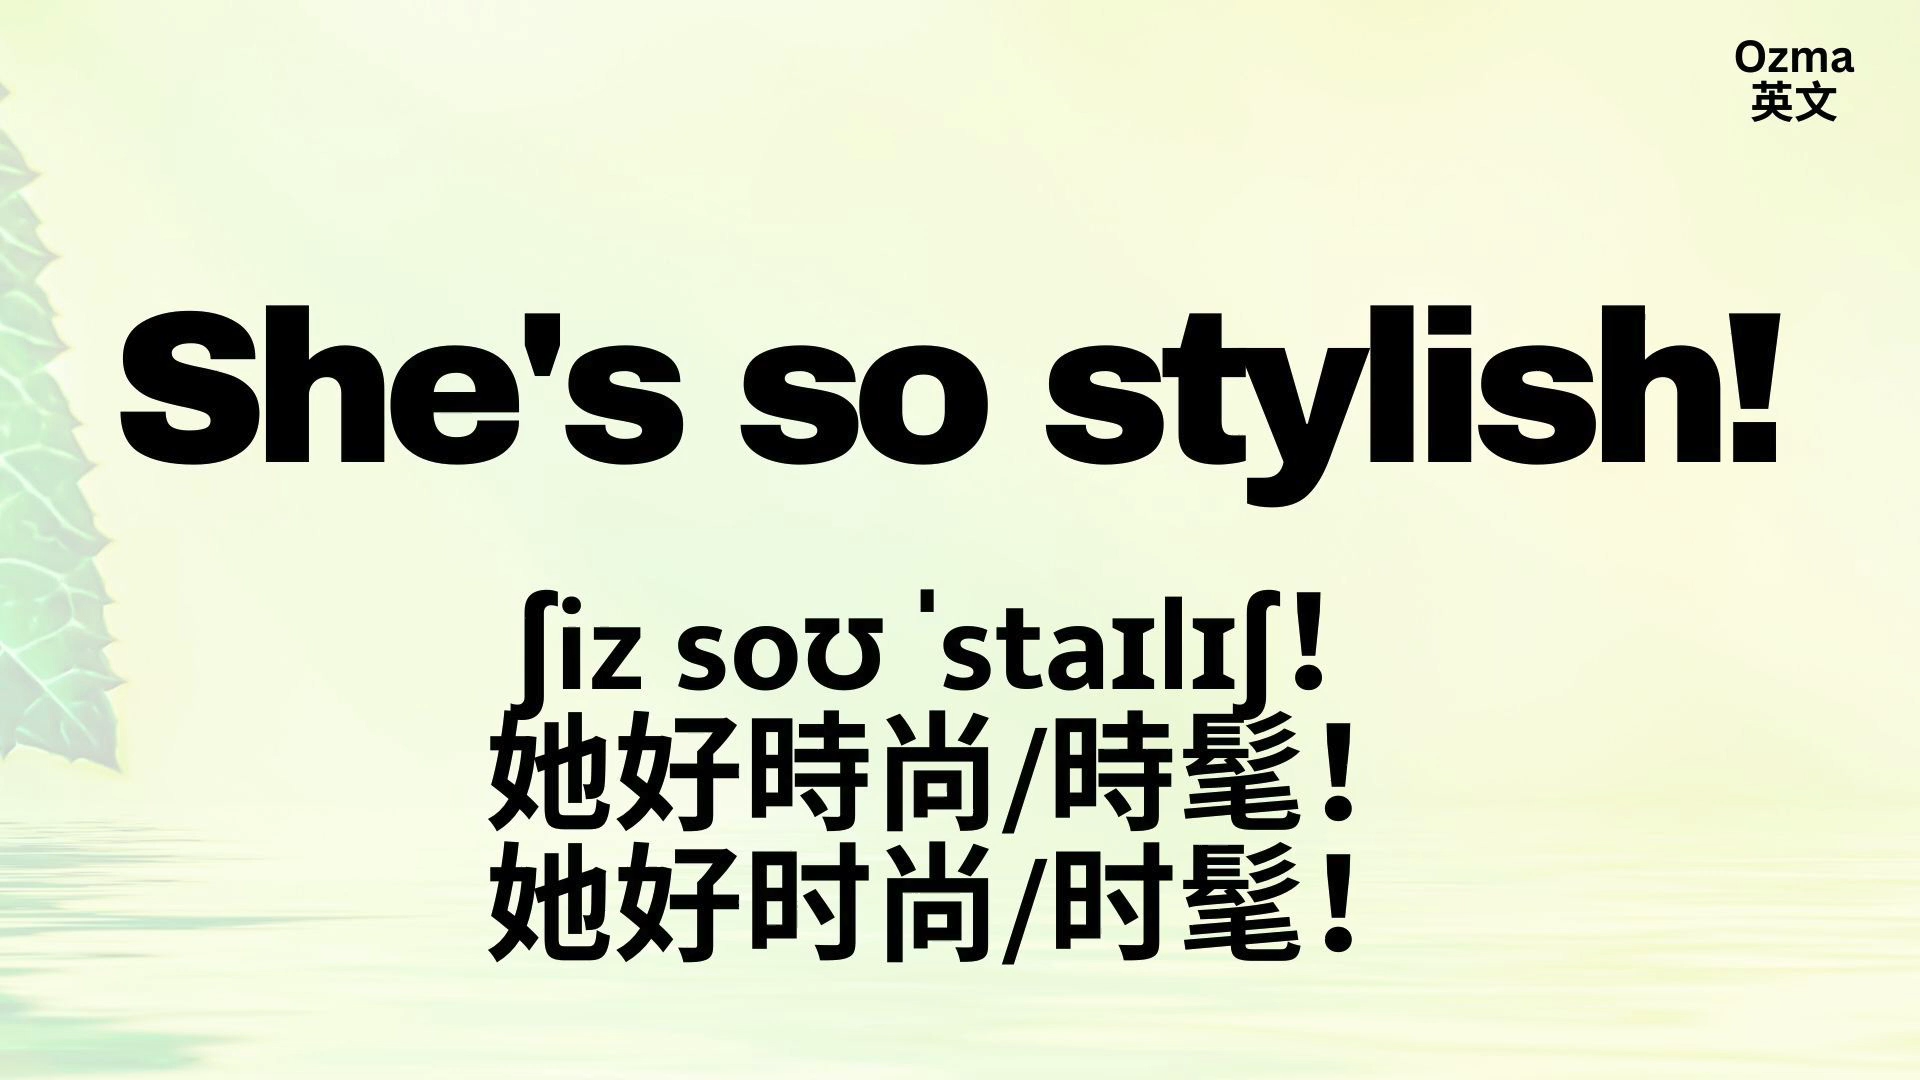 Ozma
英文
She's so stylish!
ʃiz soʊ ˈstaɪlɪʃ!
她好時尚/時髦！
她好时尚/时髦！